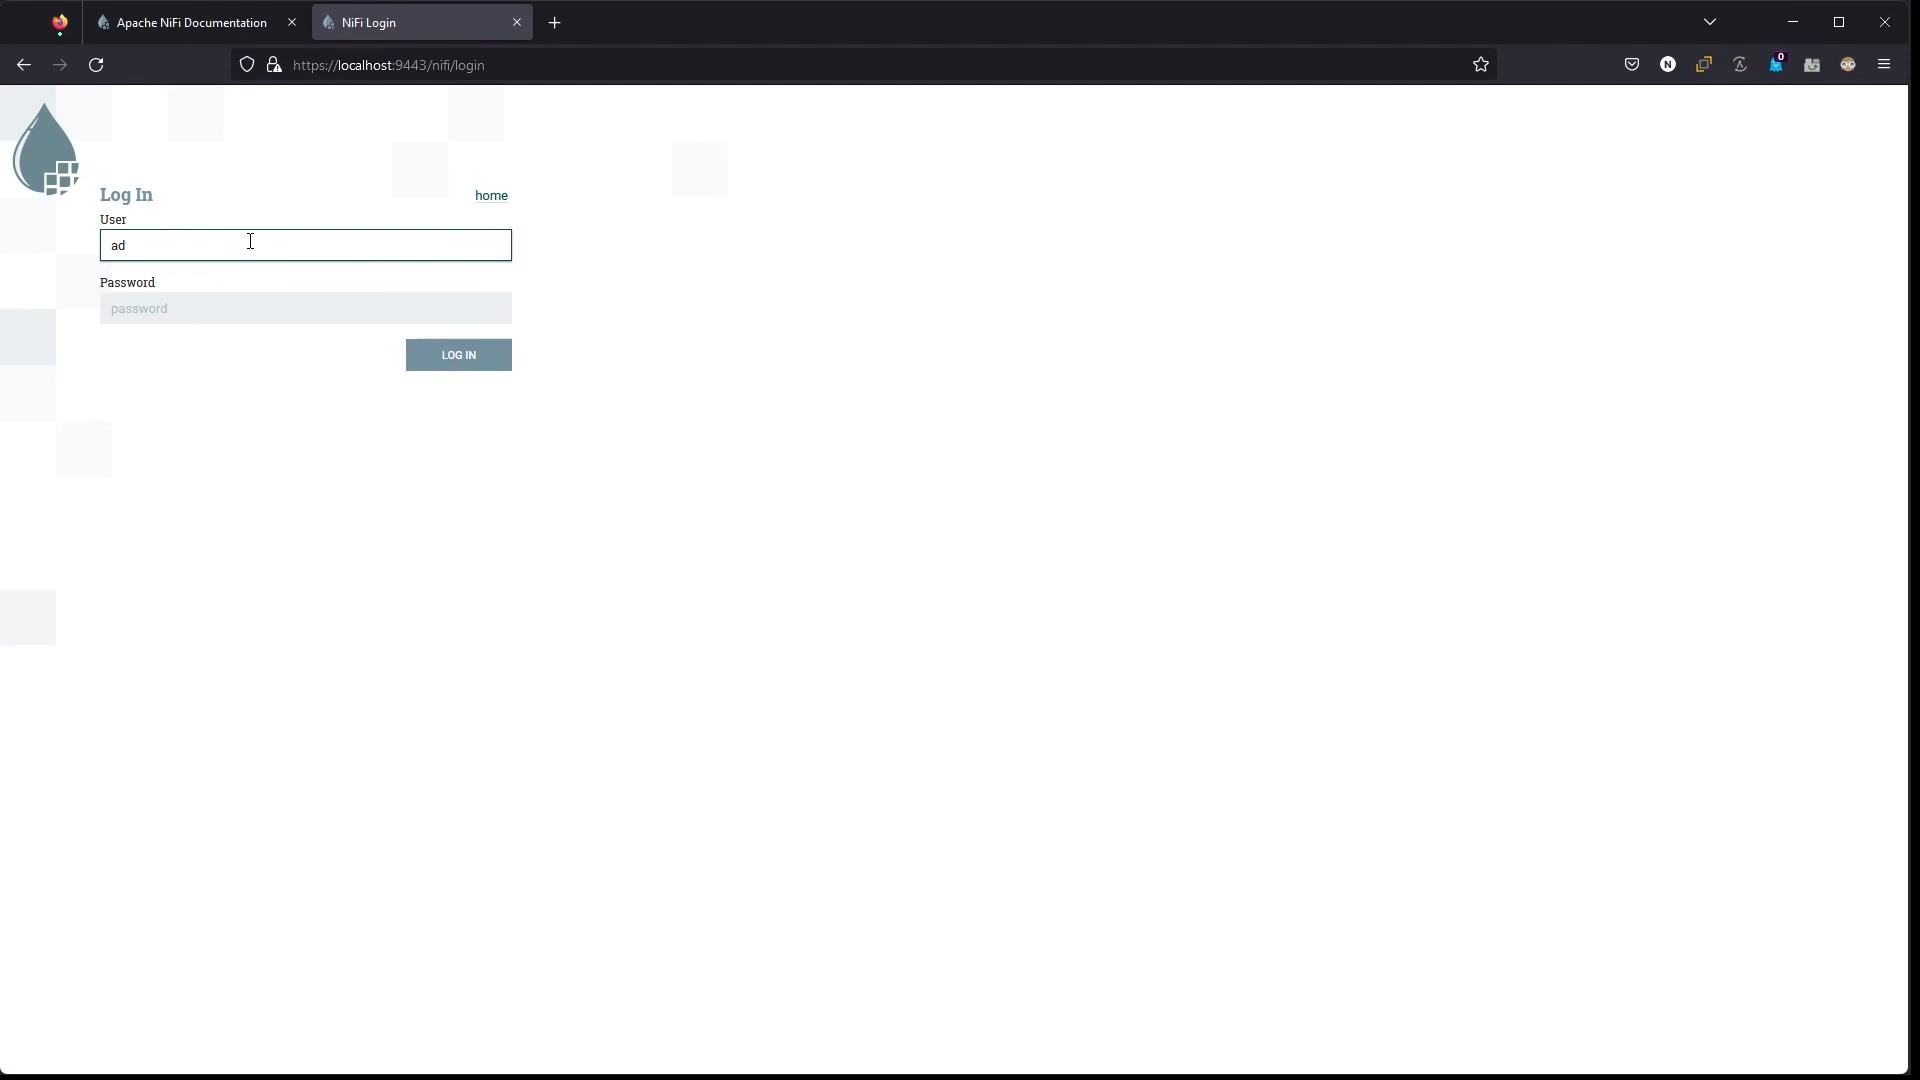 Apache NiFi Documentation
NiFi Login
https://localhost:9443/nifi/login
N
0
Log In
home
User
ad
Password
password
LOG IN